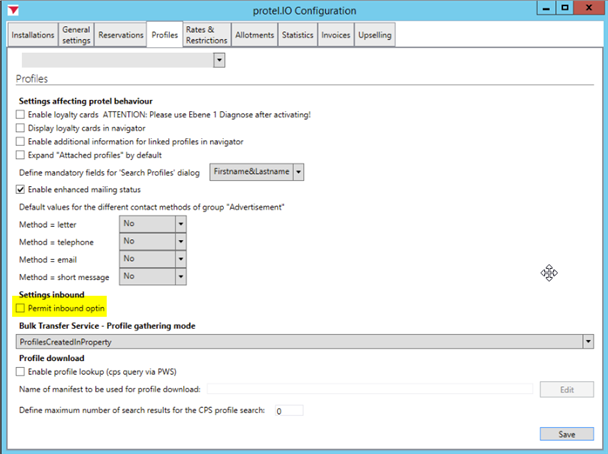 protel.IO Configuration
Installations
General settings
Reservations
Profiles
Rates & Restrictions
Allotments
Statistics
Invoices
Upselling
Profiles
Settings affecting protel behaviour
Enable loyalty cards ATTENTION: Please use Ebene 1 Diagnose after activating!
Display loyalty cards in navigator
Enable additional information for linked profiles in navigator
Expand "Attached profiles" by default
Define mandatory fields for 'Search Profiles' dialog Firstname&Lastname
Enable enhanced mailing status
Default values for the different contact methods of group "Advertisement"
Method = letter No
Method = telephone No
Method = email No
Method = short message No
Settings inbound
Permit inbound optin
Bulk Transfer Service - Profile gathering mode
ProfilesCreatedInProperty
Profile download
Enable profile lookup (cps query via PWS)
Name of manifest to be used for profile download: Edit
Define maximum number of search results for the CPS profile search: 0
Save